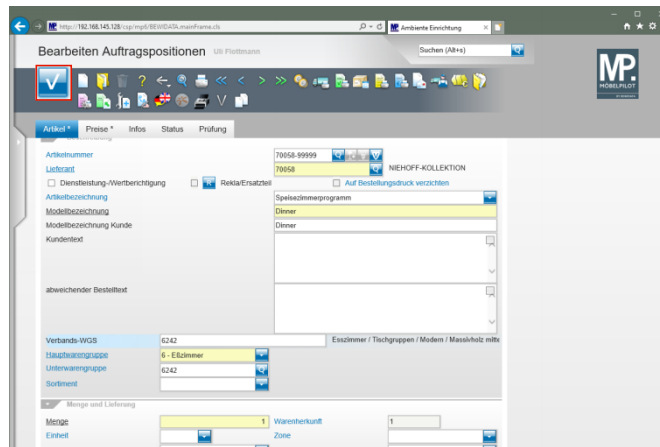 http://192.168.145.128/csp/mp8/BEWIDATA.mainFrame.cls
Ambiente Einrichtung
Bearbeiten Auftragspositionen Uli Flottmann
Suchen (Alt+s)
MP.
MÖBELPILOT
Artikel * Preise * Infos Status Prüfung
Artikelnummer 70058-99999
Lieferant 70058 NIEHOFF-KOLLEKTION
Dienstleistung-/Wertberichtigung Rekla/Ersatzteil Auf Bestellungsdruck verzichten
Artikelbezeichnung Speisezimmerprogramm
Modellbezeichnung Dinner
Modellbezeichnung Kunde Dinner
Kundentext
abweichender Bestelltext
Verbands-WGS 6242 Esszimmer / Tischgruppen / Modern / Massivholz mitte
Hauptwarengruppe 6 - Eßzimmer
Unterwarengruppe 6242
Sortiment
Menge und Lieferung
Menge 1 Warenherkunft 1
Einheit Zone